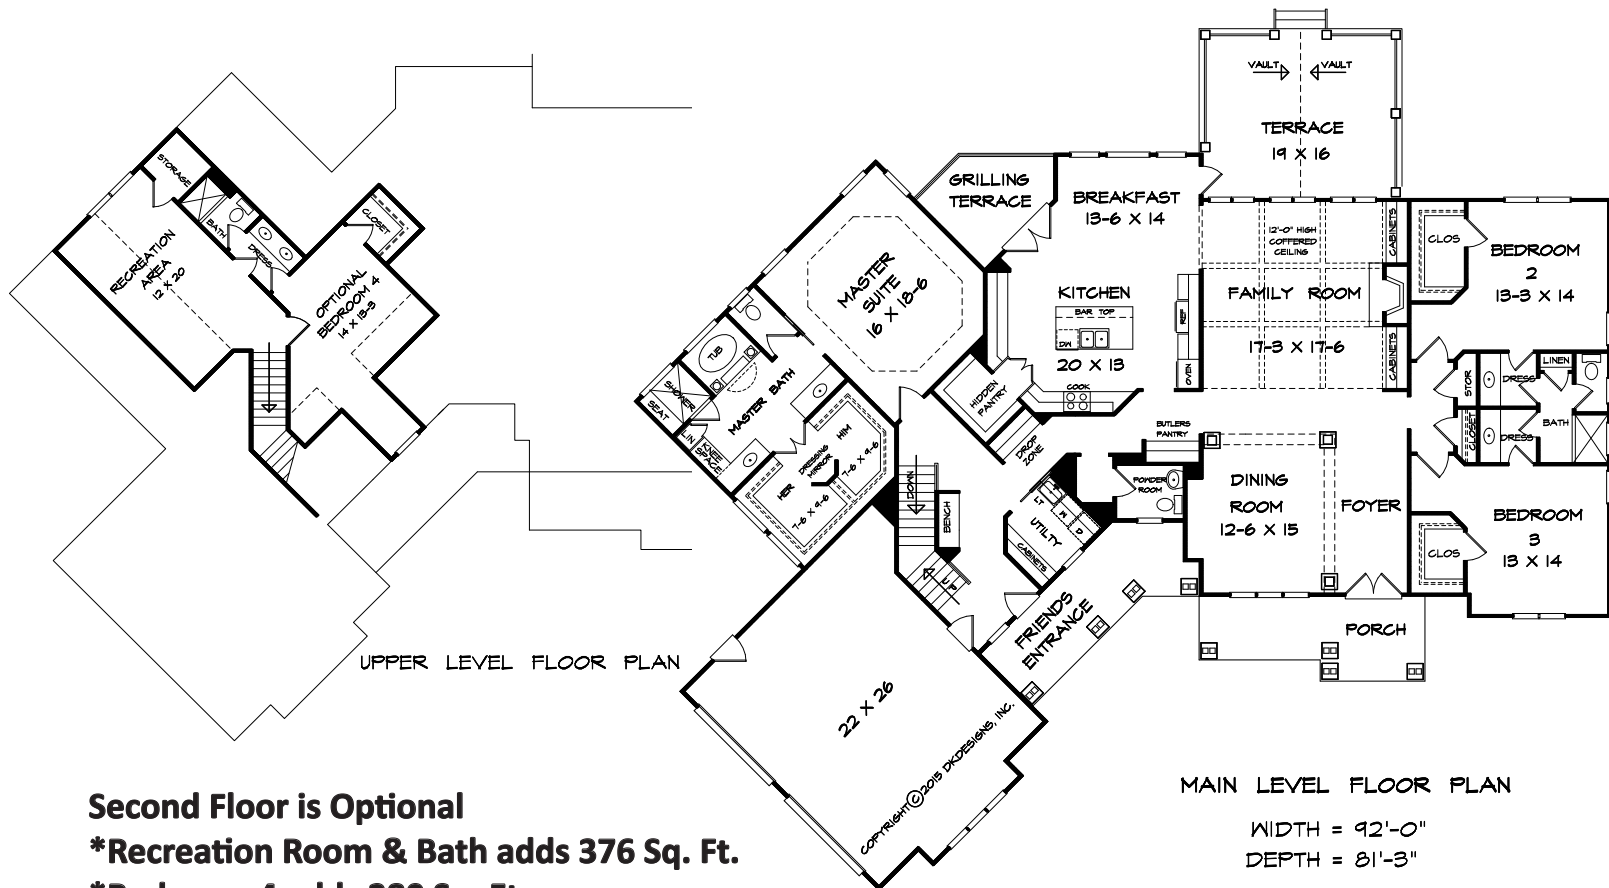 STORAGE
BATH
DRESS
CLOSET
RECREATION
AREA
12 X 20
OPTIONAL
BEDROOM 4
14 X 13-3
UPPER LEVEL FLOOR PLAN
Second Floor is Optional
*Recreation Room & Bath adds 376 Sq. Ft.
VAULT
VAULT
TERRACE
19 X 16
GRILLING
TERRACE
BREAKFAST
13-6 X 14
12'-0" HIGH
COFFERED
CEILING
CABINETS
CLOS
BEDROOM
2
13-3 X 14
MASTER
SUITE
16 X 18-6
KITCHEN
BAR TOP
DW
20 X 13
REF
OVEN
COOK
FAMILY ROOM
17-3 X 17-6
CABINETS
TUB
SHOWER
SEAT
MASTER BATH
LIN
KNEE
SPACE
HIM
7-6 X 9-6
DRESSING
MIRROR
HER
7-6 X 9-6
HIDDEN
PANTRY
DROP
ZONE
BUTLERS
PANTRY
STOR
DRESS
LINEN
CLOSET
DRESS
BATH
DOWN
BENCH
UP
LT
W
D
UTILTY
CABINETS
POWDER
ROOM
DINING
ROOM
12-6 X 15
FOYER
BEDROOM
3
13 X 14
CLOS
FRIENDS
ENTRANCE
PORCH
22 X 26
COPYRIGHT © 2015 DKDESIGNS, INC.
MAIN LEVEL FLOOR PLAN
WIDTH = 92'-0"
DEPTH = 81'-3"